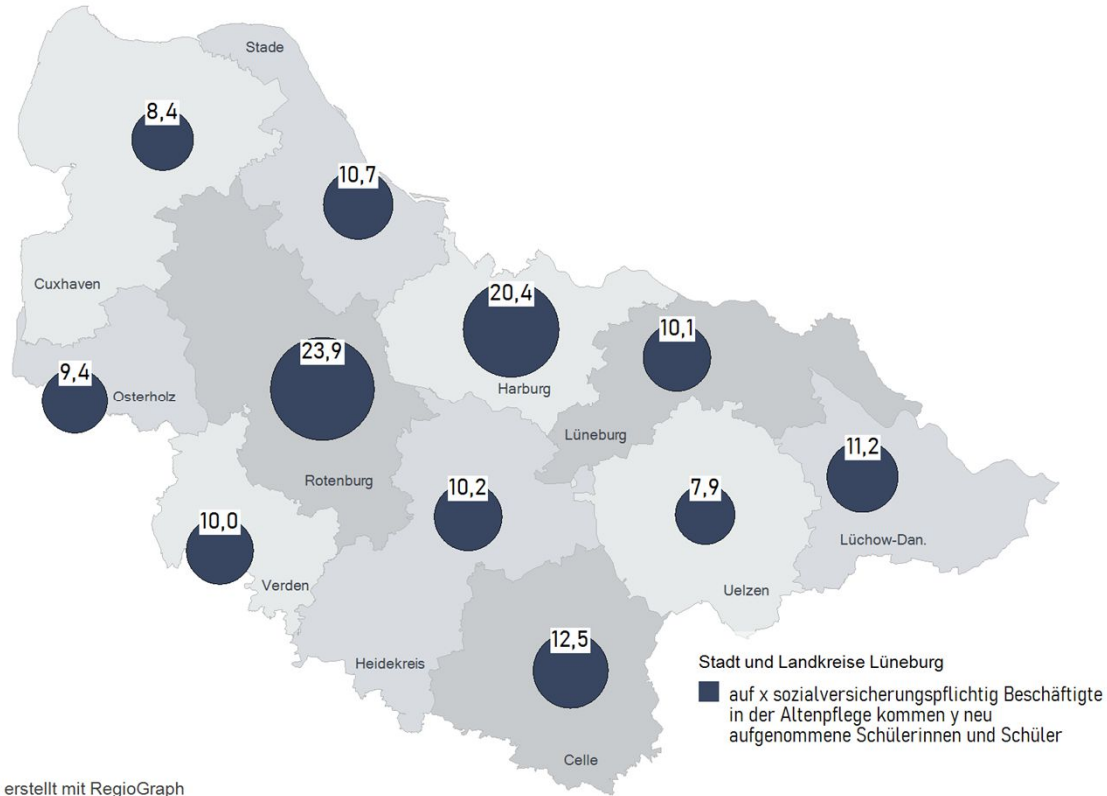 Stade
8,4
10,7
Cuxhaven
20,4
10,1
23,9
9,4
Harburg
Osterholz
Lüneburg
11,2
Rotenburg
10,2
7,9
10,0
Lüchow-Dan.
Verden
Uelzen
12,5
Heidekreis
Stadt und Landkreise Lüneburg
auf x sozialversicherungspflichtig Beschäftigte
in der Altenpflege kommen y neu
aufgenommene Schülerinnen und Schüler
Celle
erstellt mit RegioGraph